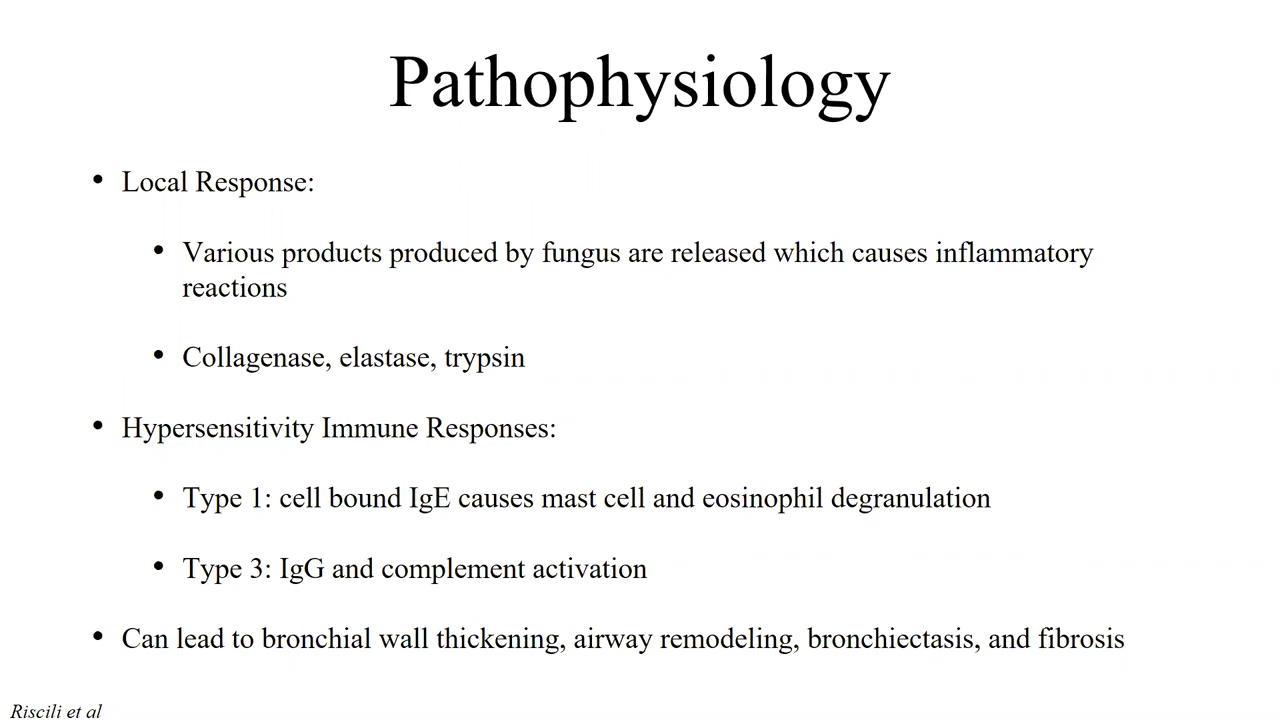 Pathophysiology
• Local Response:
• Various products produced by fungus are released which causes inflammatory
reactions
• Collagenase, elastase, trypsin
• Hypersensitivity Immune Responses:
• Type 1: cell bound IgE causes mast cell and eosinophil degranulation
• Type 3: IgG and complement activation
• Can lead to bronchial wall thickening, airway remodeling, bronchiectasis, and fibrosis
Riscili et al